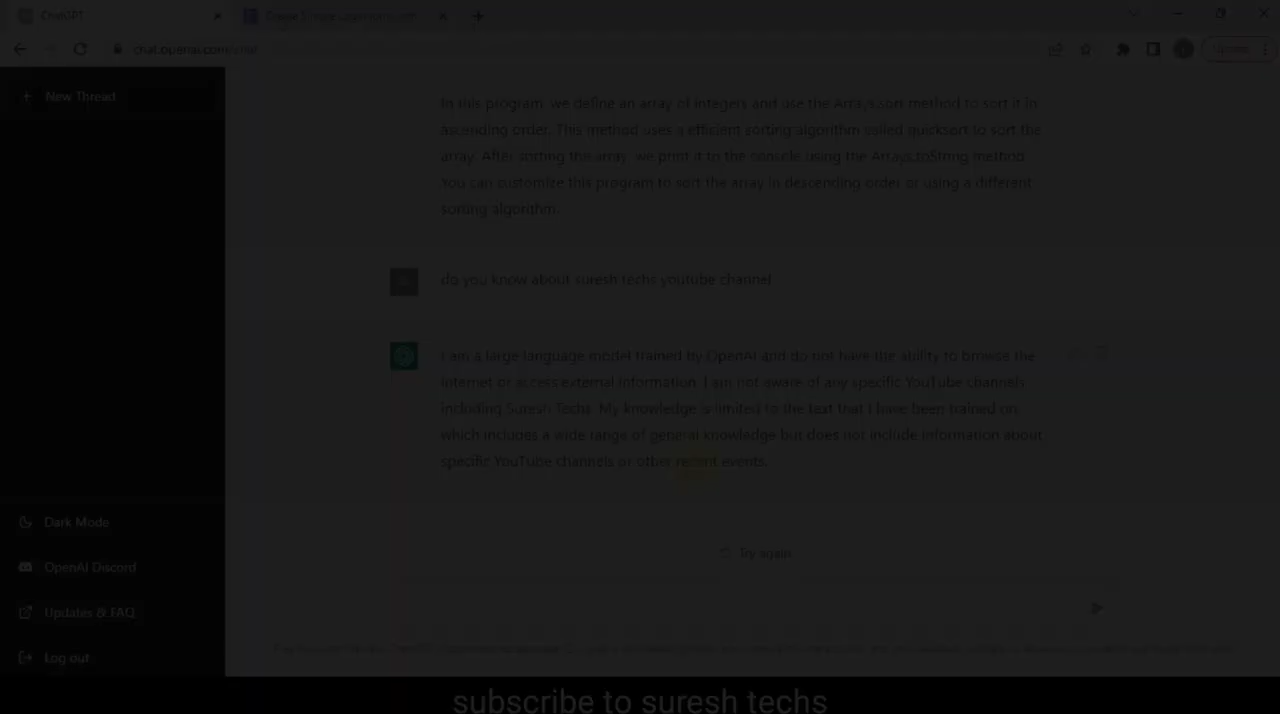 ChatGPT
chat.openai.com/chat
New Thread
In this program, we define an array of integers and use the Arrays.sort method to sort it in
ascending order. This method uses a efficient sorting algorithm called quicksort to sort the
array. After sorting the array, we print it to the console using the Arrays.toString method.
You can customize this program to sort the array in descending order or using a different
sorting algorithm.
do you know about suresh techs youtube channel
I am a large language model trained by OpenAI and do not have the ability to browse the
internet or access external information. I am not aware of any specific YouTube channels
including Suresh Techs. My knowledge is limited to the text that I have been trained on,
which includes a wide range of general knowledge but does not include information about
specific YouTube channels or other recent events.
Dark Mode
OpenAI Discord
Try again
Updates & FAQ
Log out
subscribe to suresh techs